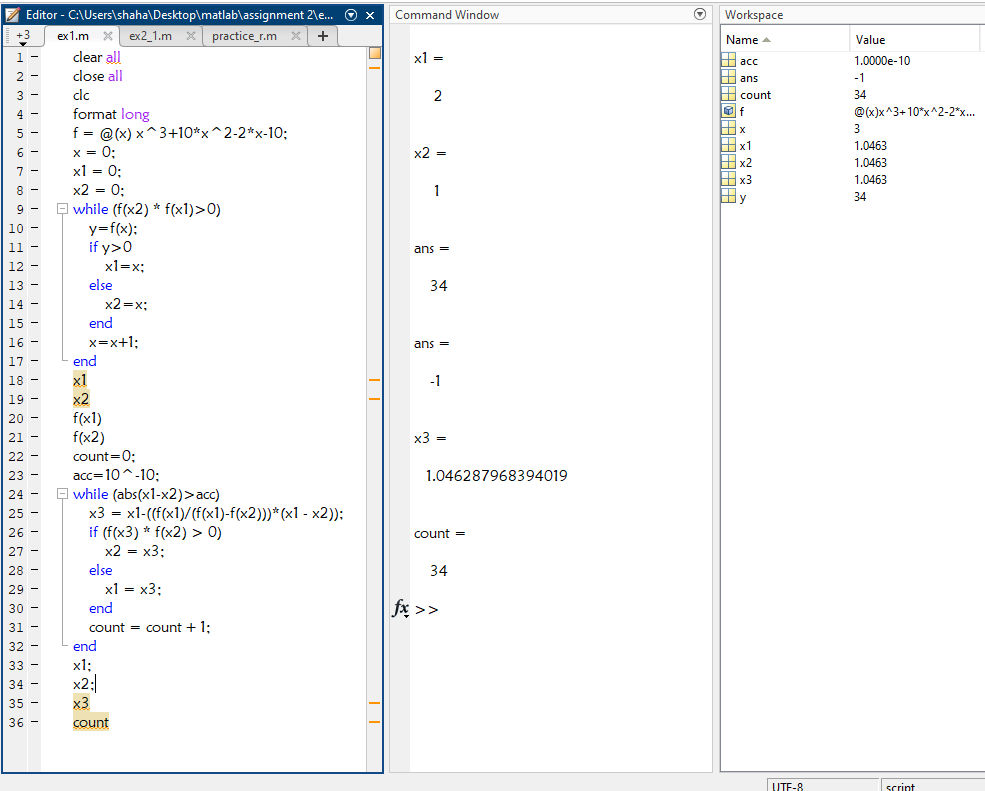 Editor - C:\Users\shaha\Desktop\matlab\assignment 2\e...
+3 ex1.m ex2_1.m practice_r.m +
1 clear all
2 close all
3 clc
4 format long
5 f = @(x) x^3+10*x^2-2*x-10;
6 x = 0;
7 x1 = 0;
8 x2 = 0;
9 while (f(x2) * f(x1)>0)
10 y=f(x);
11 if y>0
12 x1=x;
13 else
14 x2=x;
15 end
16 x=x+1;
17 end
18 x1
19 x2
20 f(x1)
21 f(x2)
22 count=0;
23 acc=10^-10;
24 while (abs(x1-x2)>acc)
25 x3 = x1-((f(x1)/(f(x1)-f(x2)))*(x1 - x2));
26 if (f(x3) * f(x2) > 0)
27 x2 = x3;
28 else
29 x1 = x3;
30 end
31 count = count + 1;
32 end
33 x1;
34 x2;
35 x3
36 count
Command Window
x1 =
2
x2 =
1
ans =
34
ans =
-1
x3 =
1.046287968394019
count =
34
fx >>
Workspace
Name Value
acc 1.0000e-10
ans -1
count 34
f @(x)x^3+10*x^2-2*x...
x 3
x1 1.0463
x2 1.0463
x3 1.0463
y 34
UTF-8 script